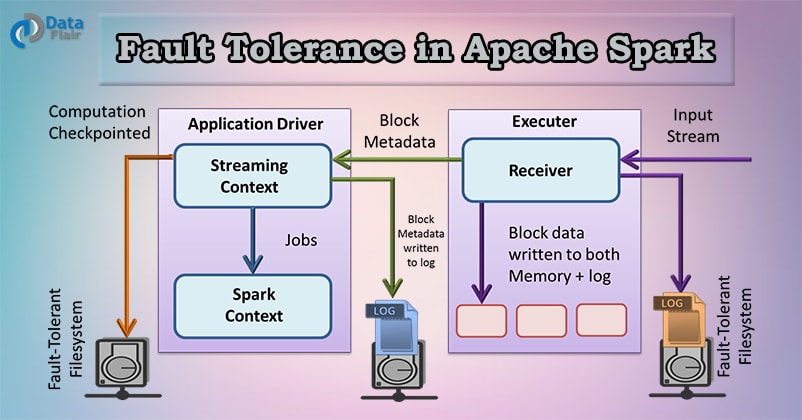 Data
Flair
Fault Tolerance in Apache Spark
Computation
Checkpointed
Application Driver
Streaming
Context
Jobs
Spark
Context
Block
Metadata
Block
Metadata
written
to log
LOG
Executer
Receiver
Block data
written to both
Memory + log
Input
Stream
LOG
Fault-Tolerant
Filesystem
Fault-Tolerant
Filesystem